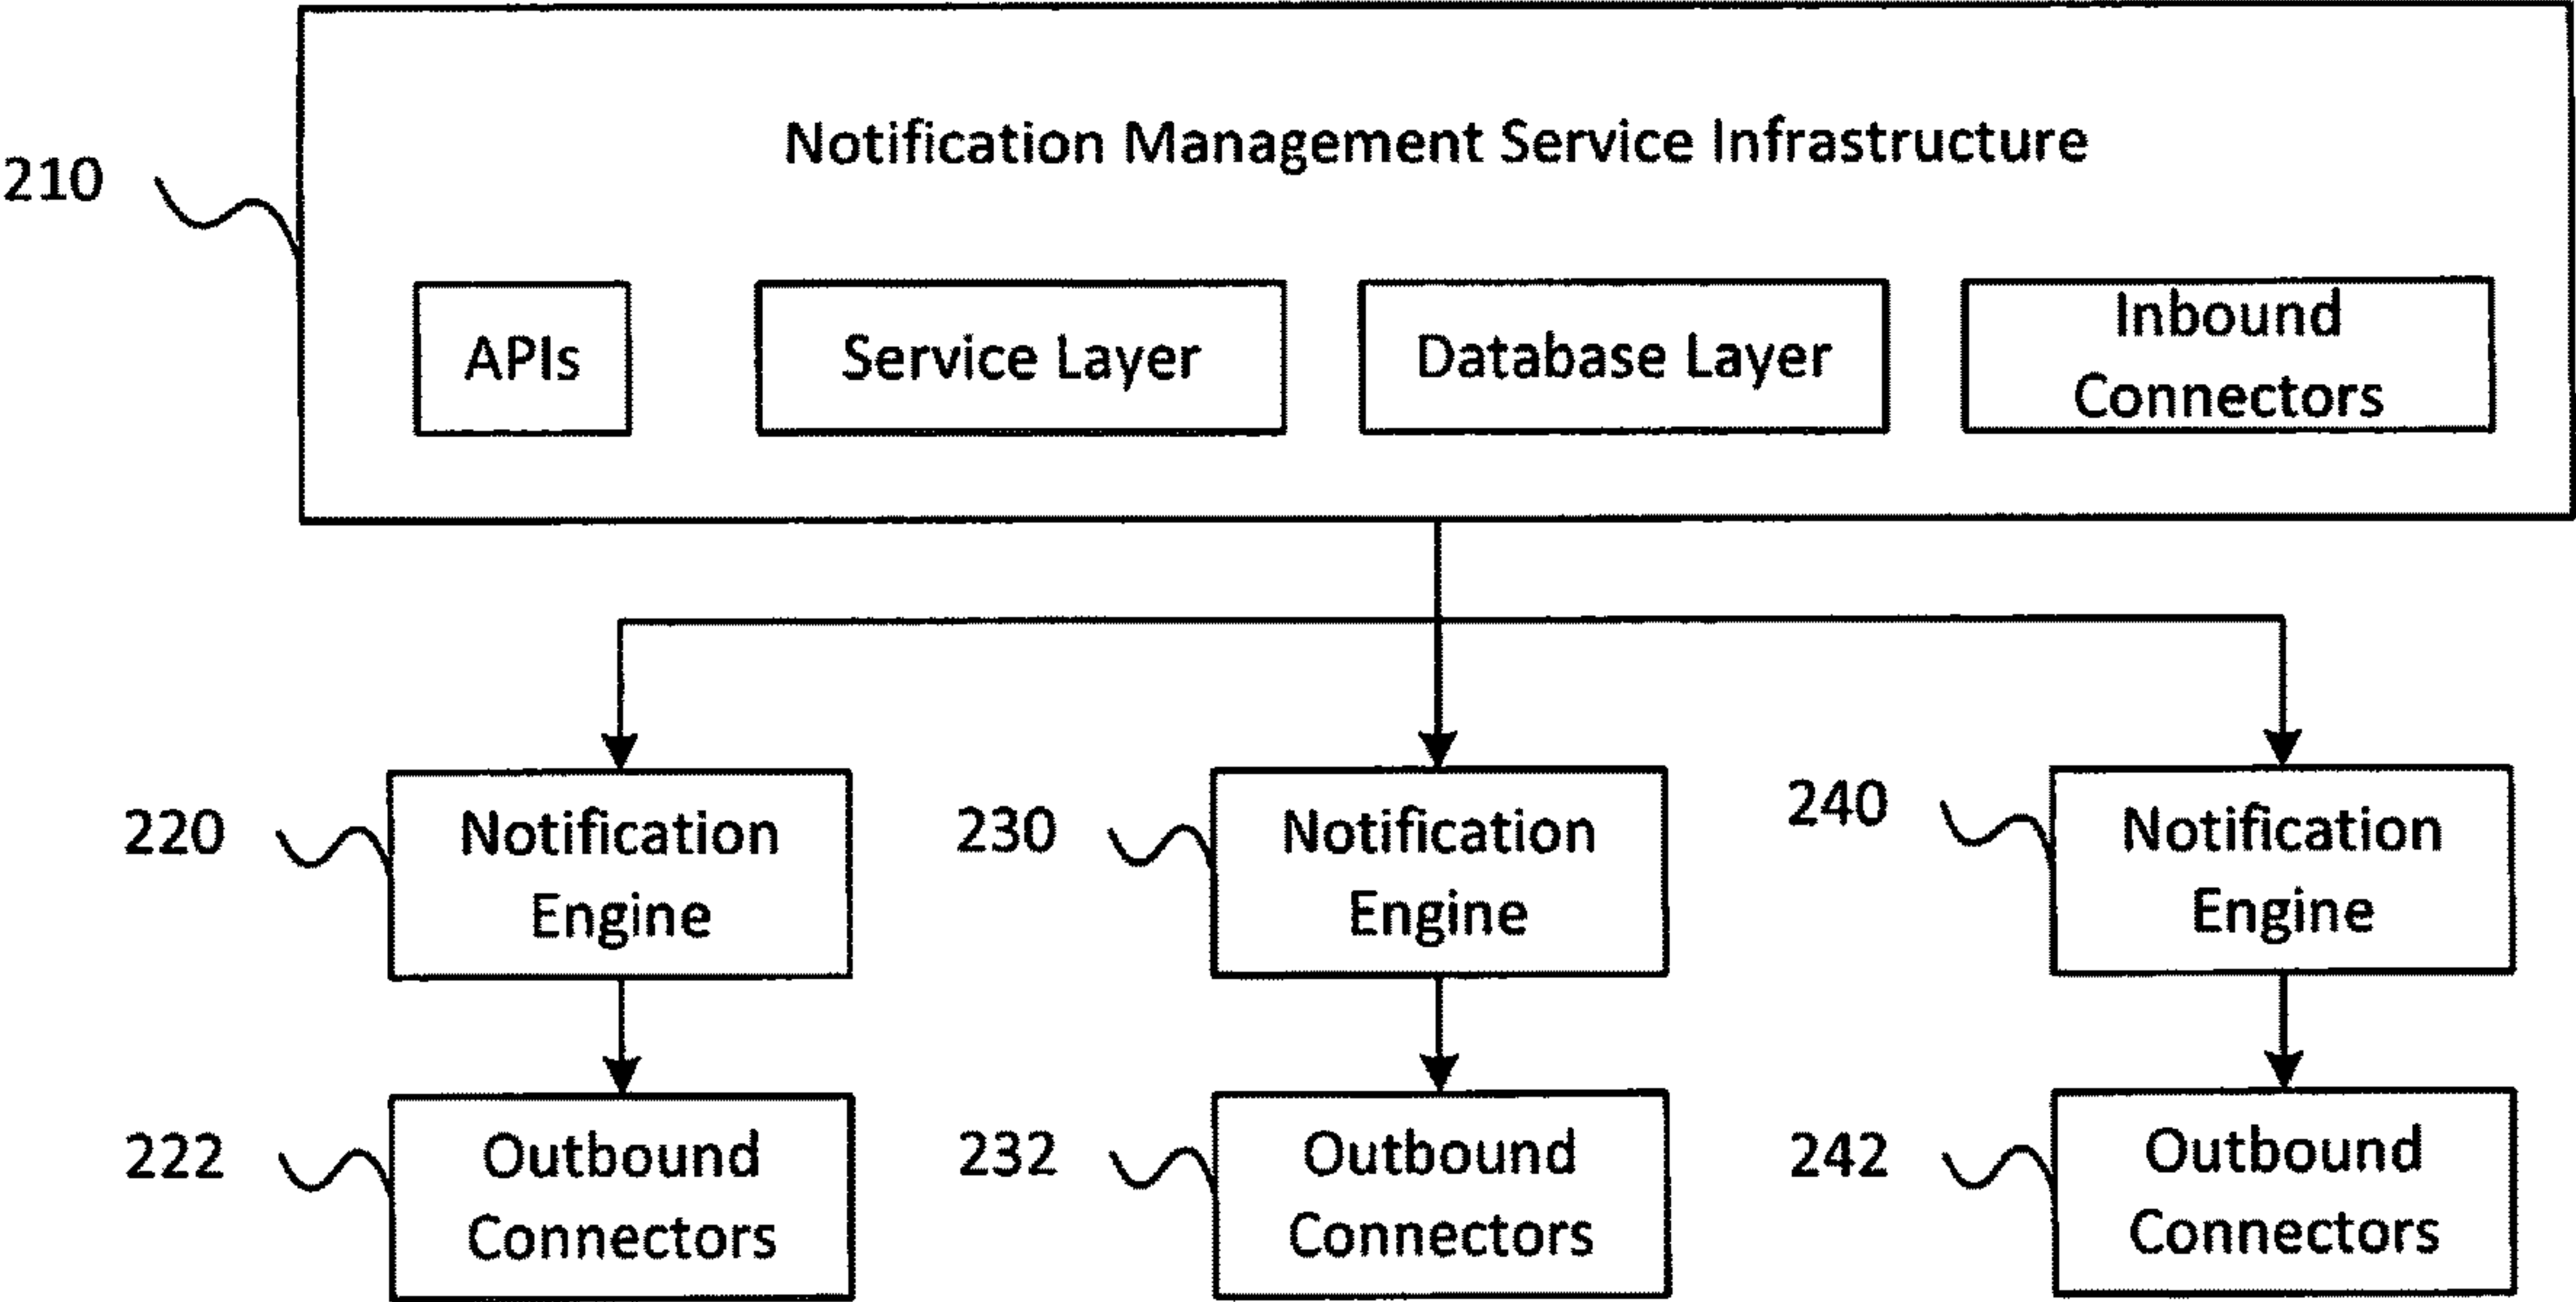 Notification Management Service Infrastructure
210
APIs
Service Layer
Database Layer
Inbound
Connectors
220
Notification
Engine
230
Notification
Engine
240
Notification
Engine
222
Outbound
Connectors
232
Outbound
Connectors
242
Outbound
Connectors